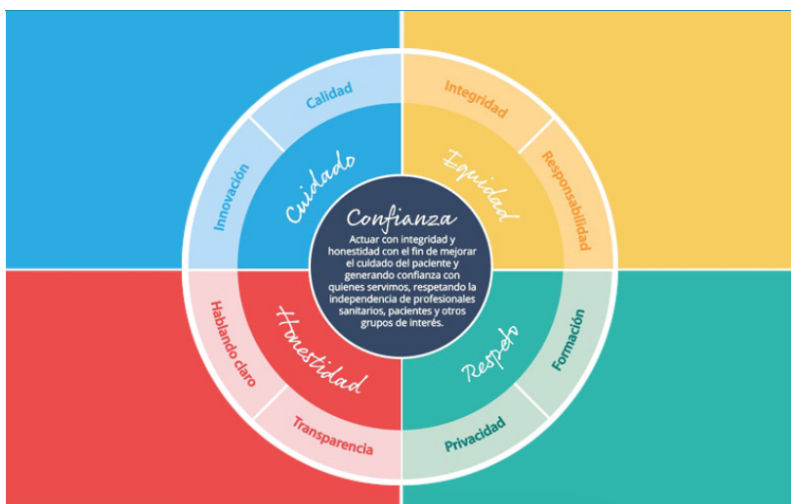 Calidad
Innovación
Cuidado
Integridad
Responsabilidad
Equidad
Confianza
Actuar con integridad y
honestidad con el fin de mejorar
el cuidado del paciente y
generando confianza con
quienes servimos, respetando la
independencia de profesionales
sanitarios, pacientes y otros
grupos de interés.
Hablando claro
Transparencia
Honestidad
Respeto
Formación
Privacidad